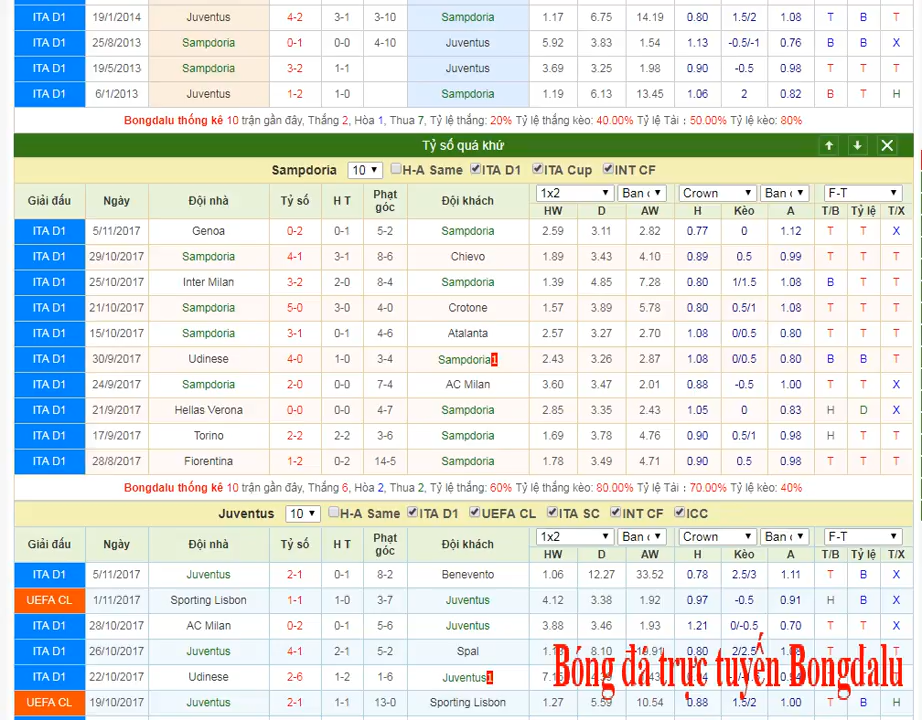 ITA D1 19/1/2014 Juventus 4-2 3-1 3-10 Sampdoria 1.17 6.75 14.19 0.80 1.5/2 1.08 T B T
ITA D1 25/8/2013 Sampdoria 0-1 0-0 4-10 Juventus 5.92 3.83 1.54 1.13 -0.5/-1 0.76 B B X
ITA D1 19/5/2013 Sampdoria 3-2 1-1 Juventus 3.69 3.25 1.98 0.90 -0.5 0.98 T T T
ITA D1 6/1/2013 Juventus 1-2 1-0 Sampdoria 1.19 6.13 13.45 1.06 2 0.82 B T H
Bongdalu thống kê 10 trận gần đây, Thắng 2, Hòa 1, Thua 7, Tỷ lệ thắng: 20% Tỷ lệ thắng kèo: 40.00% Tỷ lệ Tài : 50.00% Tỷ lệ kèo: 80%
Tỷ số quá khứ
Sampdoria 10 H-A Same ITA D1 ITA Cup INT CF
Giải đấu Ngày Đội nhà Tỷ số H T Phạt góc Đội khách 1x2 Ban Crown Ban F-T
HW D AW H Kèo A T/B Tỷ lệ T/X
ITA D1 5/11/2017 Genoa 0-2 0-1 5-2 Sampdoria 2.59 3.11 2.82 0.77 0 1.12 T T X
ITA D1 29/10/2017 Sampdoria 4-1 3-1 8-6 Chievo 1.89 3.43 4.10 0.89 0.5 0.99 T T T
ITA D1 25/10/2017 Inter Milan 3-2 2-0 8-4 Sampdoria 1.39 4.85 7.28 0.80 1/1.5 1.08 B T T
ITA D1 21/10/2017 Sampdoria 5-0 3-0 4-0 Crotone 1.57 3.89 5.78 0.80 0.5/1 1.08 T T T
ITA D1 15/10/2017 Sampdoria 3-1 0-1 4-6 Atalanta 2.57 3.27 2.70 1.08 0/0.5 0.80 T T T
ITA D1 30/9/2017 Udinese 4-0 1-0 3-4 Sampdoria1 2.43 3.26 2.87 1.08 0/0.5 0.80 B B T
ITA D1 24/9/2017 Sampdoria 2-0 0-0 7-4 AC Milan 3.60 3.47 2.01 0.88 -0.5 1.00 T T X
ITA D1 21/9/2017 Hellas Verona 0-0 0-0 4-7 Sampdoria 2.85 3.35 2.43 1.05 0 0.83 H D X
ITA D1 17/9/2017 Torino 2-2 2-2 3-6 Sampdoria 1.69 3.78 4.76 0.90 0.5/1 0.98 H T T
ITA D1 28/8/2017 Fiorentina 1-2 0-2 14-5 Sampdoria 1.78 3.49 4.71 0.90 0.5 0.98 T T T
Bongdalu thống kê 10 trận gần đây, Thắng 6, Hòa 2, Thua 2, Tỷ lệ thắng: 60% Tỷ lệ thắng kèo: 80.00% Tỷ lệ Tài : 70.00% Tỷ lệ kèo: 40%
Juventus 10 H-A Same ITA D1 UEFA CL ITA SC INT CF ICC
Giải đấu Ngày Đội nhà Tỷ số H T Phạt góc Đội khách 1x2 Ban Crown Ban F-T
HW D AW H Kèo A T/B Tỷ lệ T/X
ITA D1 5/11/2017 Juventus 2-1 0-1 8-2 Benevento 1.06 12.27 33.52 0.78 2.5/3 1.11 T B X
UEFA CL 1/11/2017 Sporting Lisbon 1-1 1-0 3-7 Juventus 4.12 3.38 1.92 0.97 -0.5 0.91 H B X
ITA D1 28/10/2017 AC Milan 0-2 0-1 5-6 Juventus 3.88 3.46 1.93 1.21 0/-0.5 0.70 T T X
ITA D1 26/10/2017 Juventus 4-1 2-1 5-2 Spal 8.10 0.80 2/2.5
ITA D1 22/10/2017 Udinese 2-6 1-2 1-6 Juventus1
UEFA CL 19/10/2017 Juventus 2-1 1-1 13-0 Sporting Lisbon 1.27 5.59 10.54 0.88 1.5/2 1.00 T B H
Bóng đá trực tuyến Bongdalu